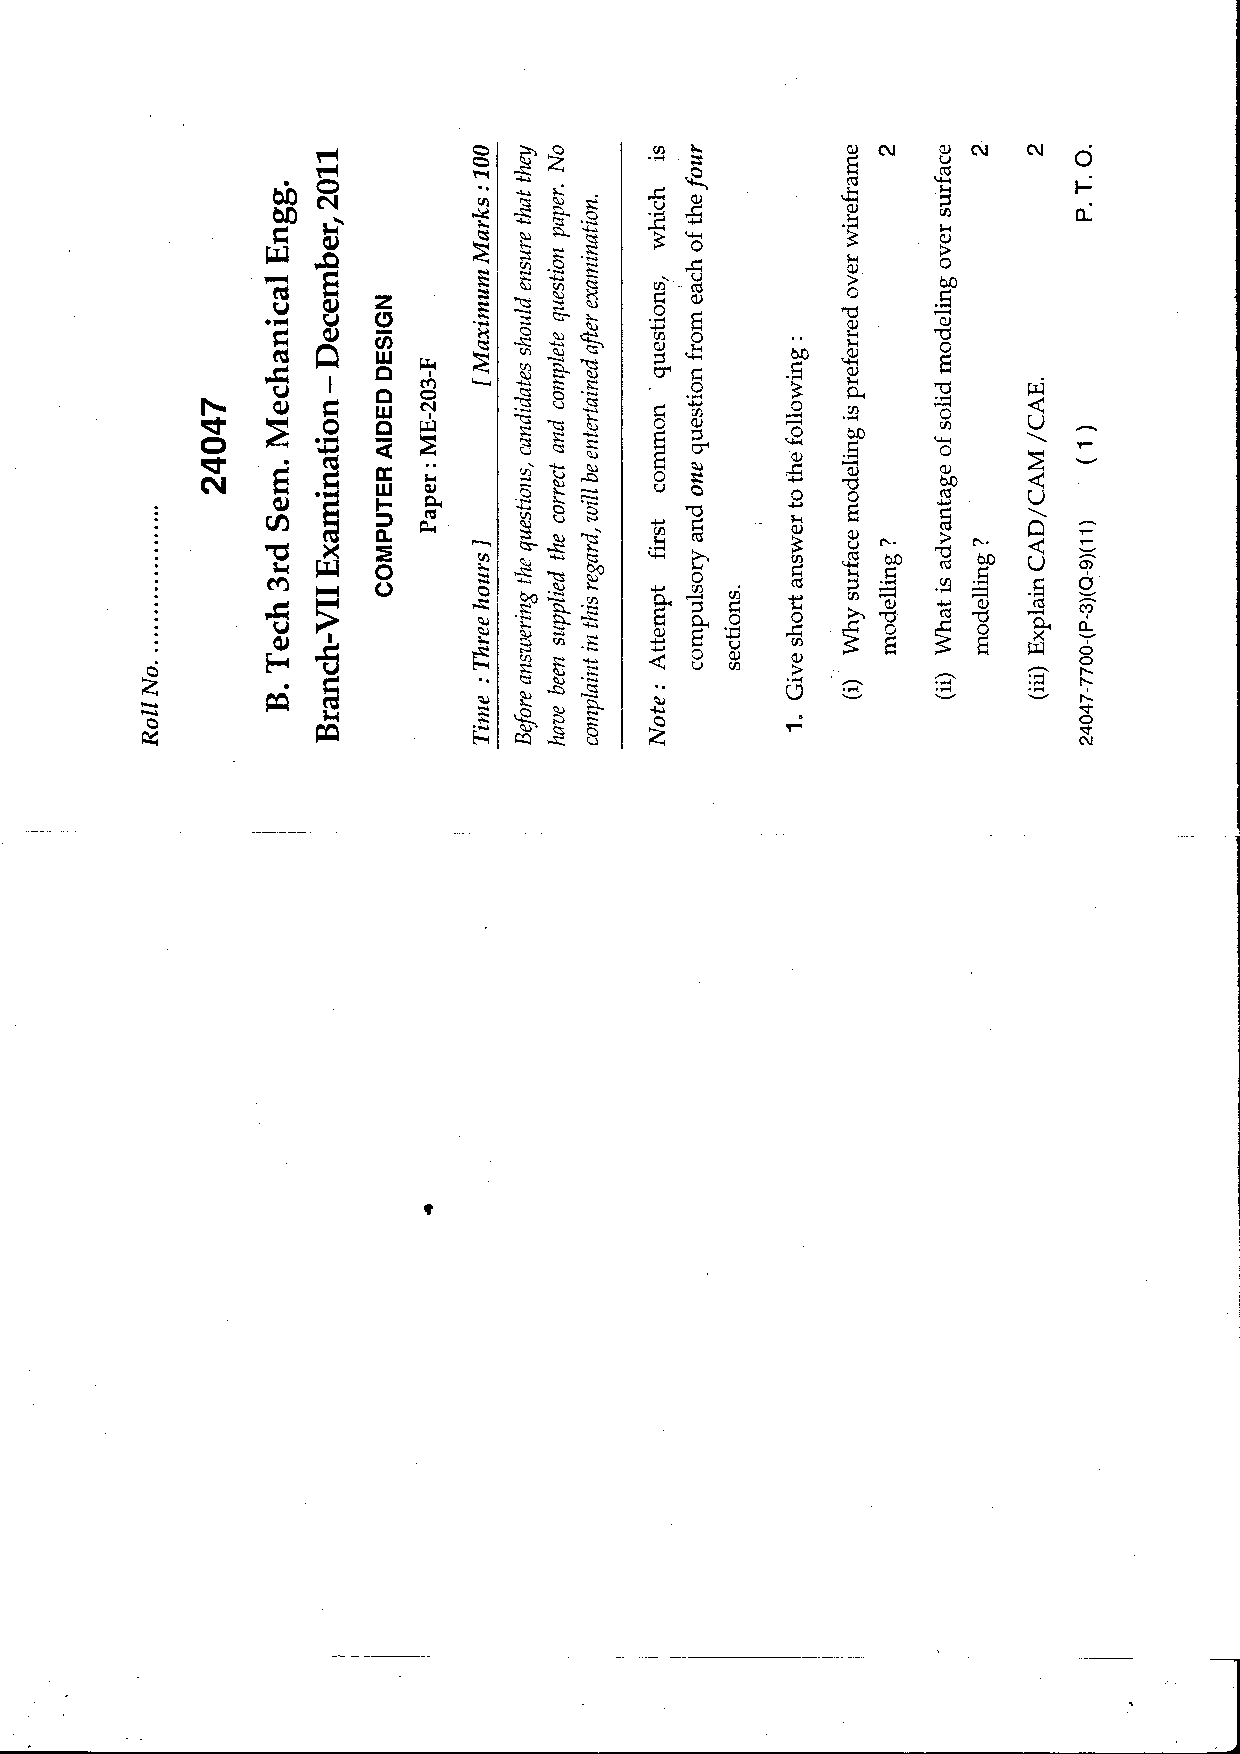 Roll No. ......................
24047
B. Tech 3rd Sem. Mechanical Engg.
Branch-VII Examination – December, 2011
COMPUTER AIDED DESIGN
Paper : ME-203-F
Time : Three hours ] [ Maximum Marks : 100
Before answering the questions, candidates should ensure that they
have been supplied the correct and complete question paper. No
complaint in this regard, will be entertained after examination.
Note : Attempt first common questions, which is
compulsory and one question from each of the four
sections.
1. Give short answer to the following :
(i) Why surface modeling is preferred over wireframe
modelling ? 2
(ii) What is advantage of solid modeling over surface
modelling ? 2
(iii) Explain CAD/CAM /CAE. 2
24047-7700-(P-3)(Q-9)(11) ( 1 ) P. T. O.